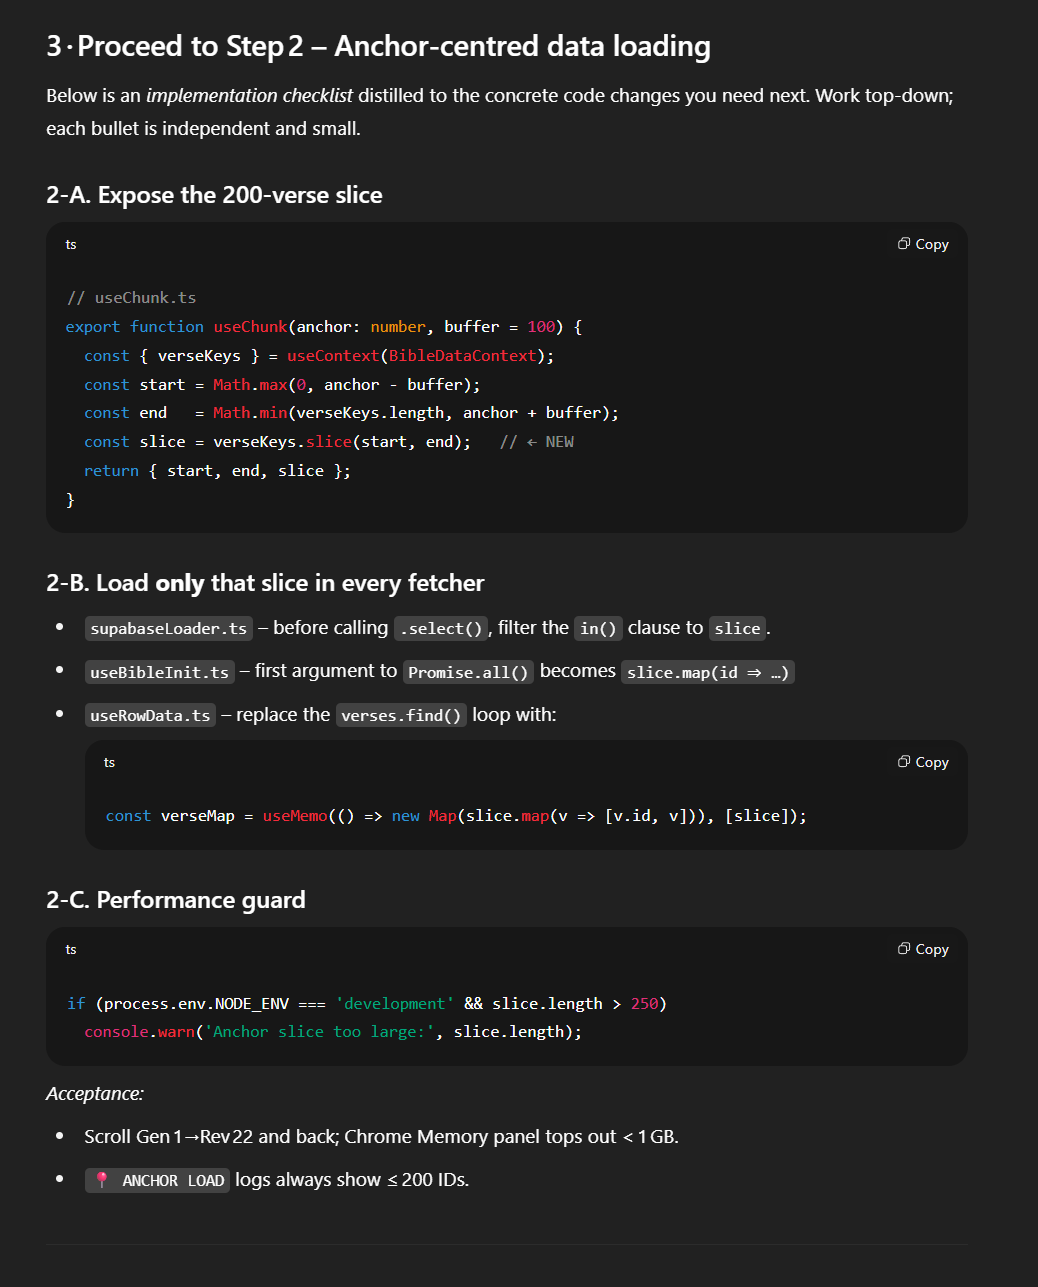 3 · Proceed to Step 2 – Anchor-centred data loading
Below is an implementation checklist distilled to the concrete code changes you need next. Work top-down;
each bullet is independent and small.
2-A. Expose the 200-verse slice
ts
Copy
// useChunk.ts
export function useChunk(anchor: number, buffer = 100) {
  const { verseKeys } = useContext(BibleDataContext);
  const start = Math.max(0, anchor - buffer);
  const end   = Math.min(verseKeys.length, anchor + buffer);
  const slice = verseKeys.slice(start, end);   // ← NEW
  return { start, end, slice };
}
2-B. Load only that slice in every fetcher
• supabaseLoader.ts – before calling .select(), filter the in() clause to slice.
• useBibleInit.ts – first argument to Promise.all() becomes slice.map(id ⇒ …)
• useRowData.ts – replace the verses.find() loop with:
ts
Copy
const verseMap = useMemo(() => new Map(slice.map(v => [v.id, v])), [slice]);
2-C. Performance guard
ts
Copy
if (process.env.NODE_ENV === 'development' && slice.length > 250)
  console.warn('Anchor slice too large:', slice.length);
Acceptance:
• Scroll Gen 1→Rev 22 and back; Chrome Memory panel tops out < 1 GB.
• 📍 ANCHOR LOAD logs always show ≤ 200 IDs.